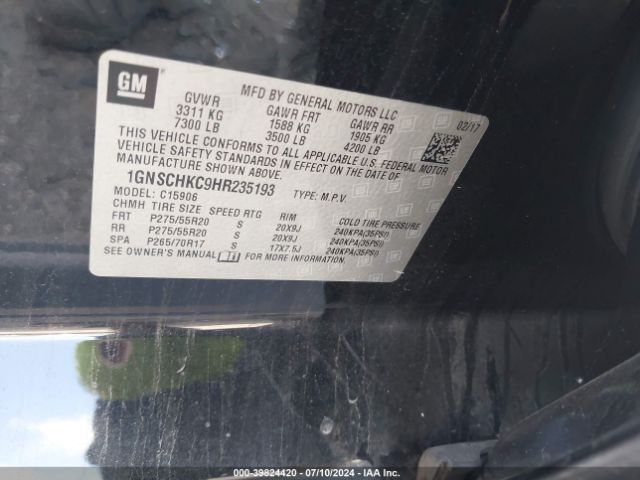 GM
MFD BY GENERAL MOTORS LLC
02/17
GVWR GAWR FRT GAWR RR
3311 KG 1588 KG 1905 KG
7300 LB 3500 LB 4200 LB
THIS VEHICLE CONFORMS TO ALL APPLICABLE U.S. FEDERAL MOTOR
VEHICLE SAFETY STANDARDS IN EFFECT ON THE DATE OF
MANUFACTURE SHOWN ABOVE.
1GNSCHKC9HR235193 TYPE: M.P.V.
MODEL: C15906
CHMH TIRE SIZE SPEED RTG RIM COLD TIRE PRESSURE
FRT P275/55R20 S 20X9J 240KPA(35PSI)
RR P275/55R20 S 20X9J 240KPA(35PSI)
SPA P265/70R17 S 17X7.5J 240KPA(35PSI)
SEE OWNER'S MANUAL FOR MORE INFORMATION.
000-39824420 - 07/10/2024 - IAA Inc.